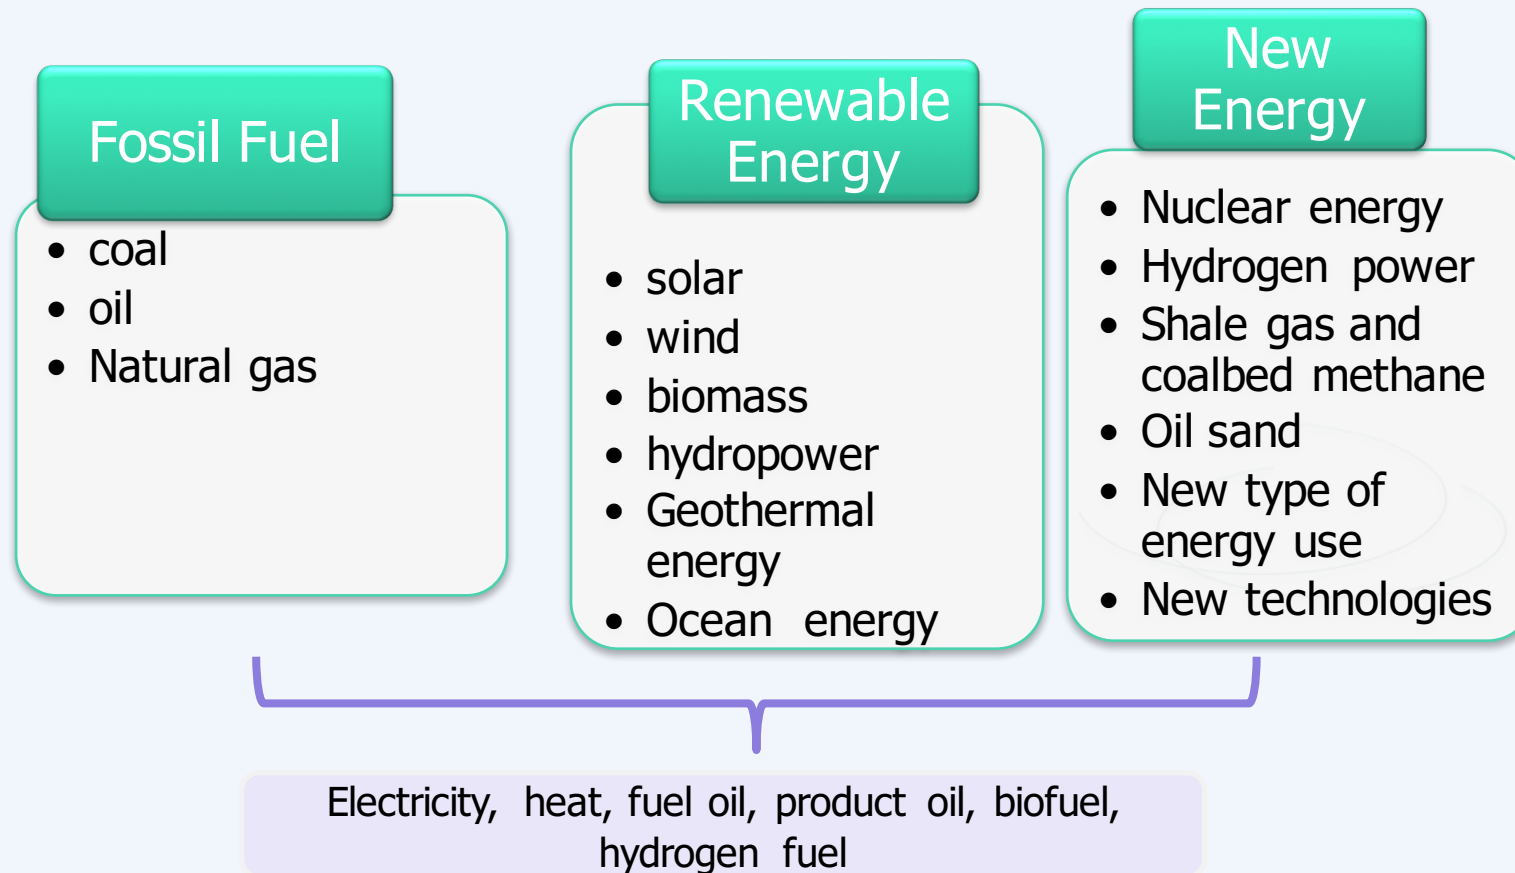 Fossil Fuel
• coal
• oil
• Natural gas
Renewable
Energy
• solar
• wind
• biomass
• hydropower
• Geothermal
energy
• Ocean energy
New
Energy
• Nuclear energy
• Hydrogen power
• Shale gas and
coalbed methane
• Oil sand
• New type of
energy use
• New technologies
Electricity, heat, fuel oil, product oil, biofuel,
hydrogen fuel